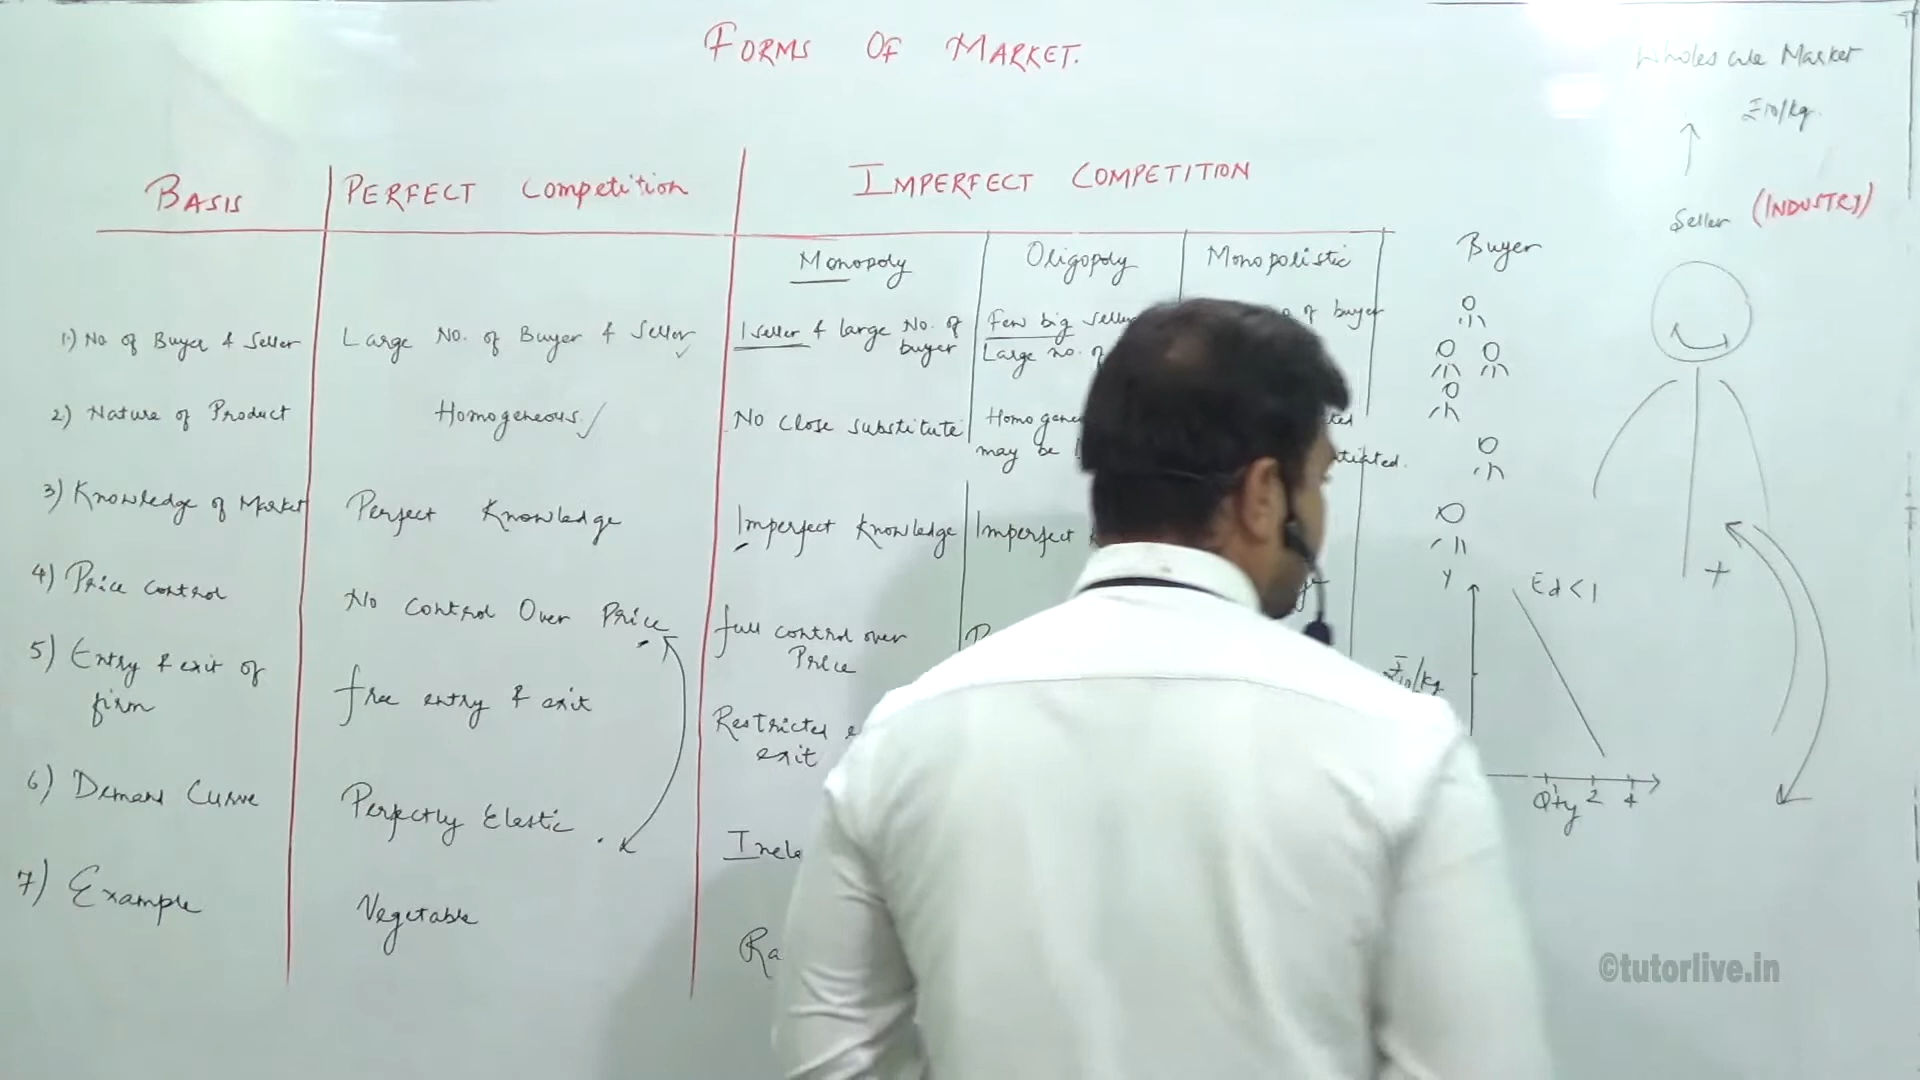 FORMS OF MARKET.
Wholesale Market
₹10/kg.
Seller (INDUSTRY)
Buyer
BASIS
PERFECT Competition
IMPERFECT COMPETITION
Monopoly
Oligopoly
Monopolistic
1) No of Buyer & Seller
Large No. of Buyer & Seller
1 Seller & large No. of
buyer
Few big
Large no. of
of buyer
2) Nature of Product
Homogeneous
No close substitute
may be
3) Knowledge of Market
Perfect Knowledge
Imperfect Knowledge
Imperfect
4) Price control
No control Over Price
full control over
Price
5) Entry & exit of
firm
free entry & exit
Restricted
exit
6) Demand Curve
Perfectly Elastic
7) Example
Vegetable
Y
Ed<1
₹10/kg
Qty 2 4
+
©tutorlive.in